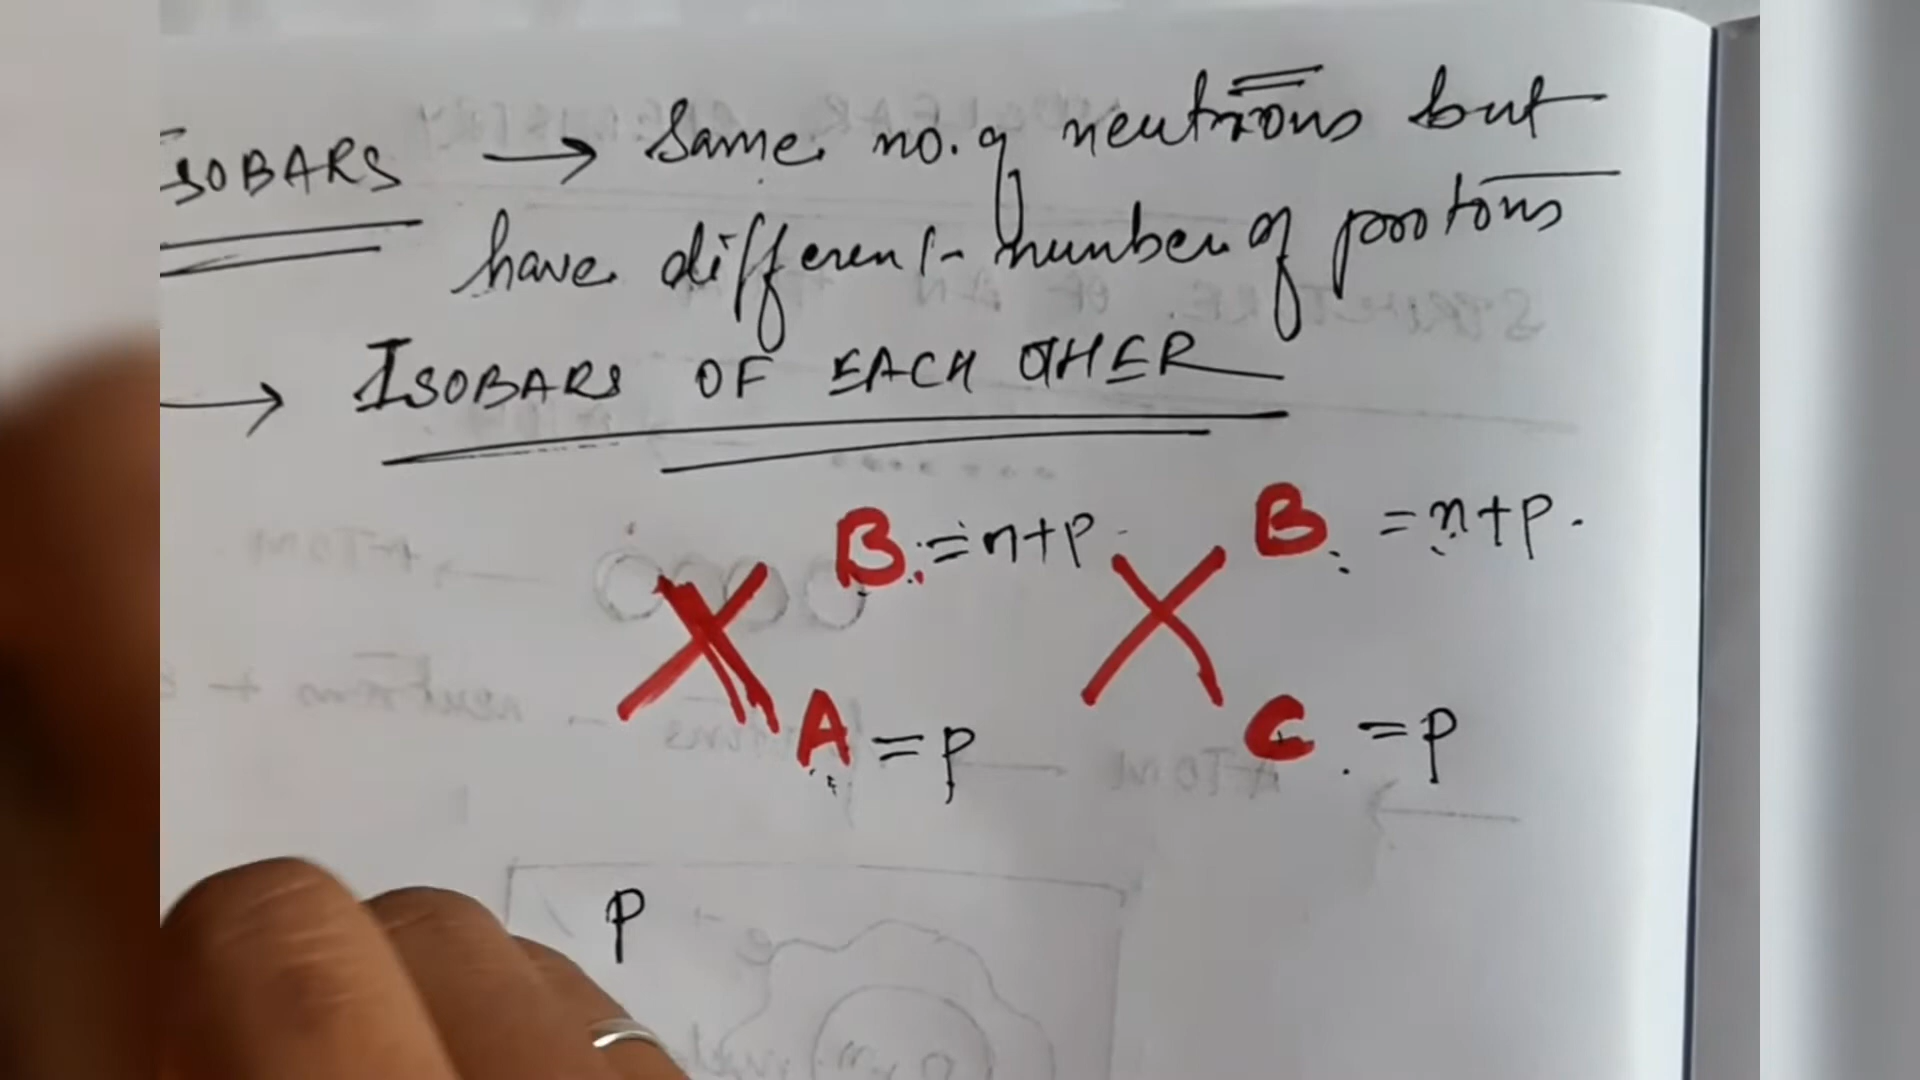 ISOBARS → Same no. of neutrons but
have different number of protons
→ ISOBARS OF EACH OTHER
X B = n+p X B = n+p.
A = p C = p
p